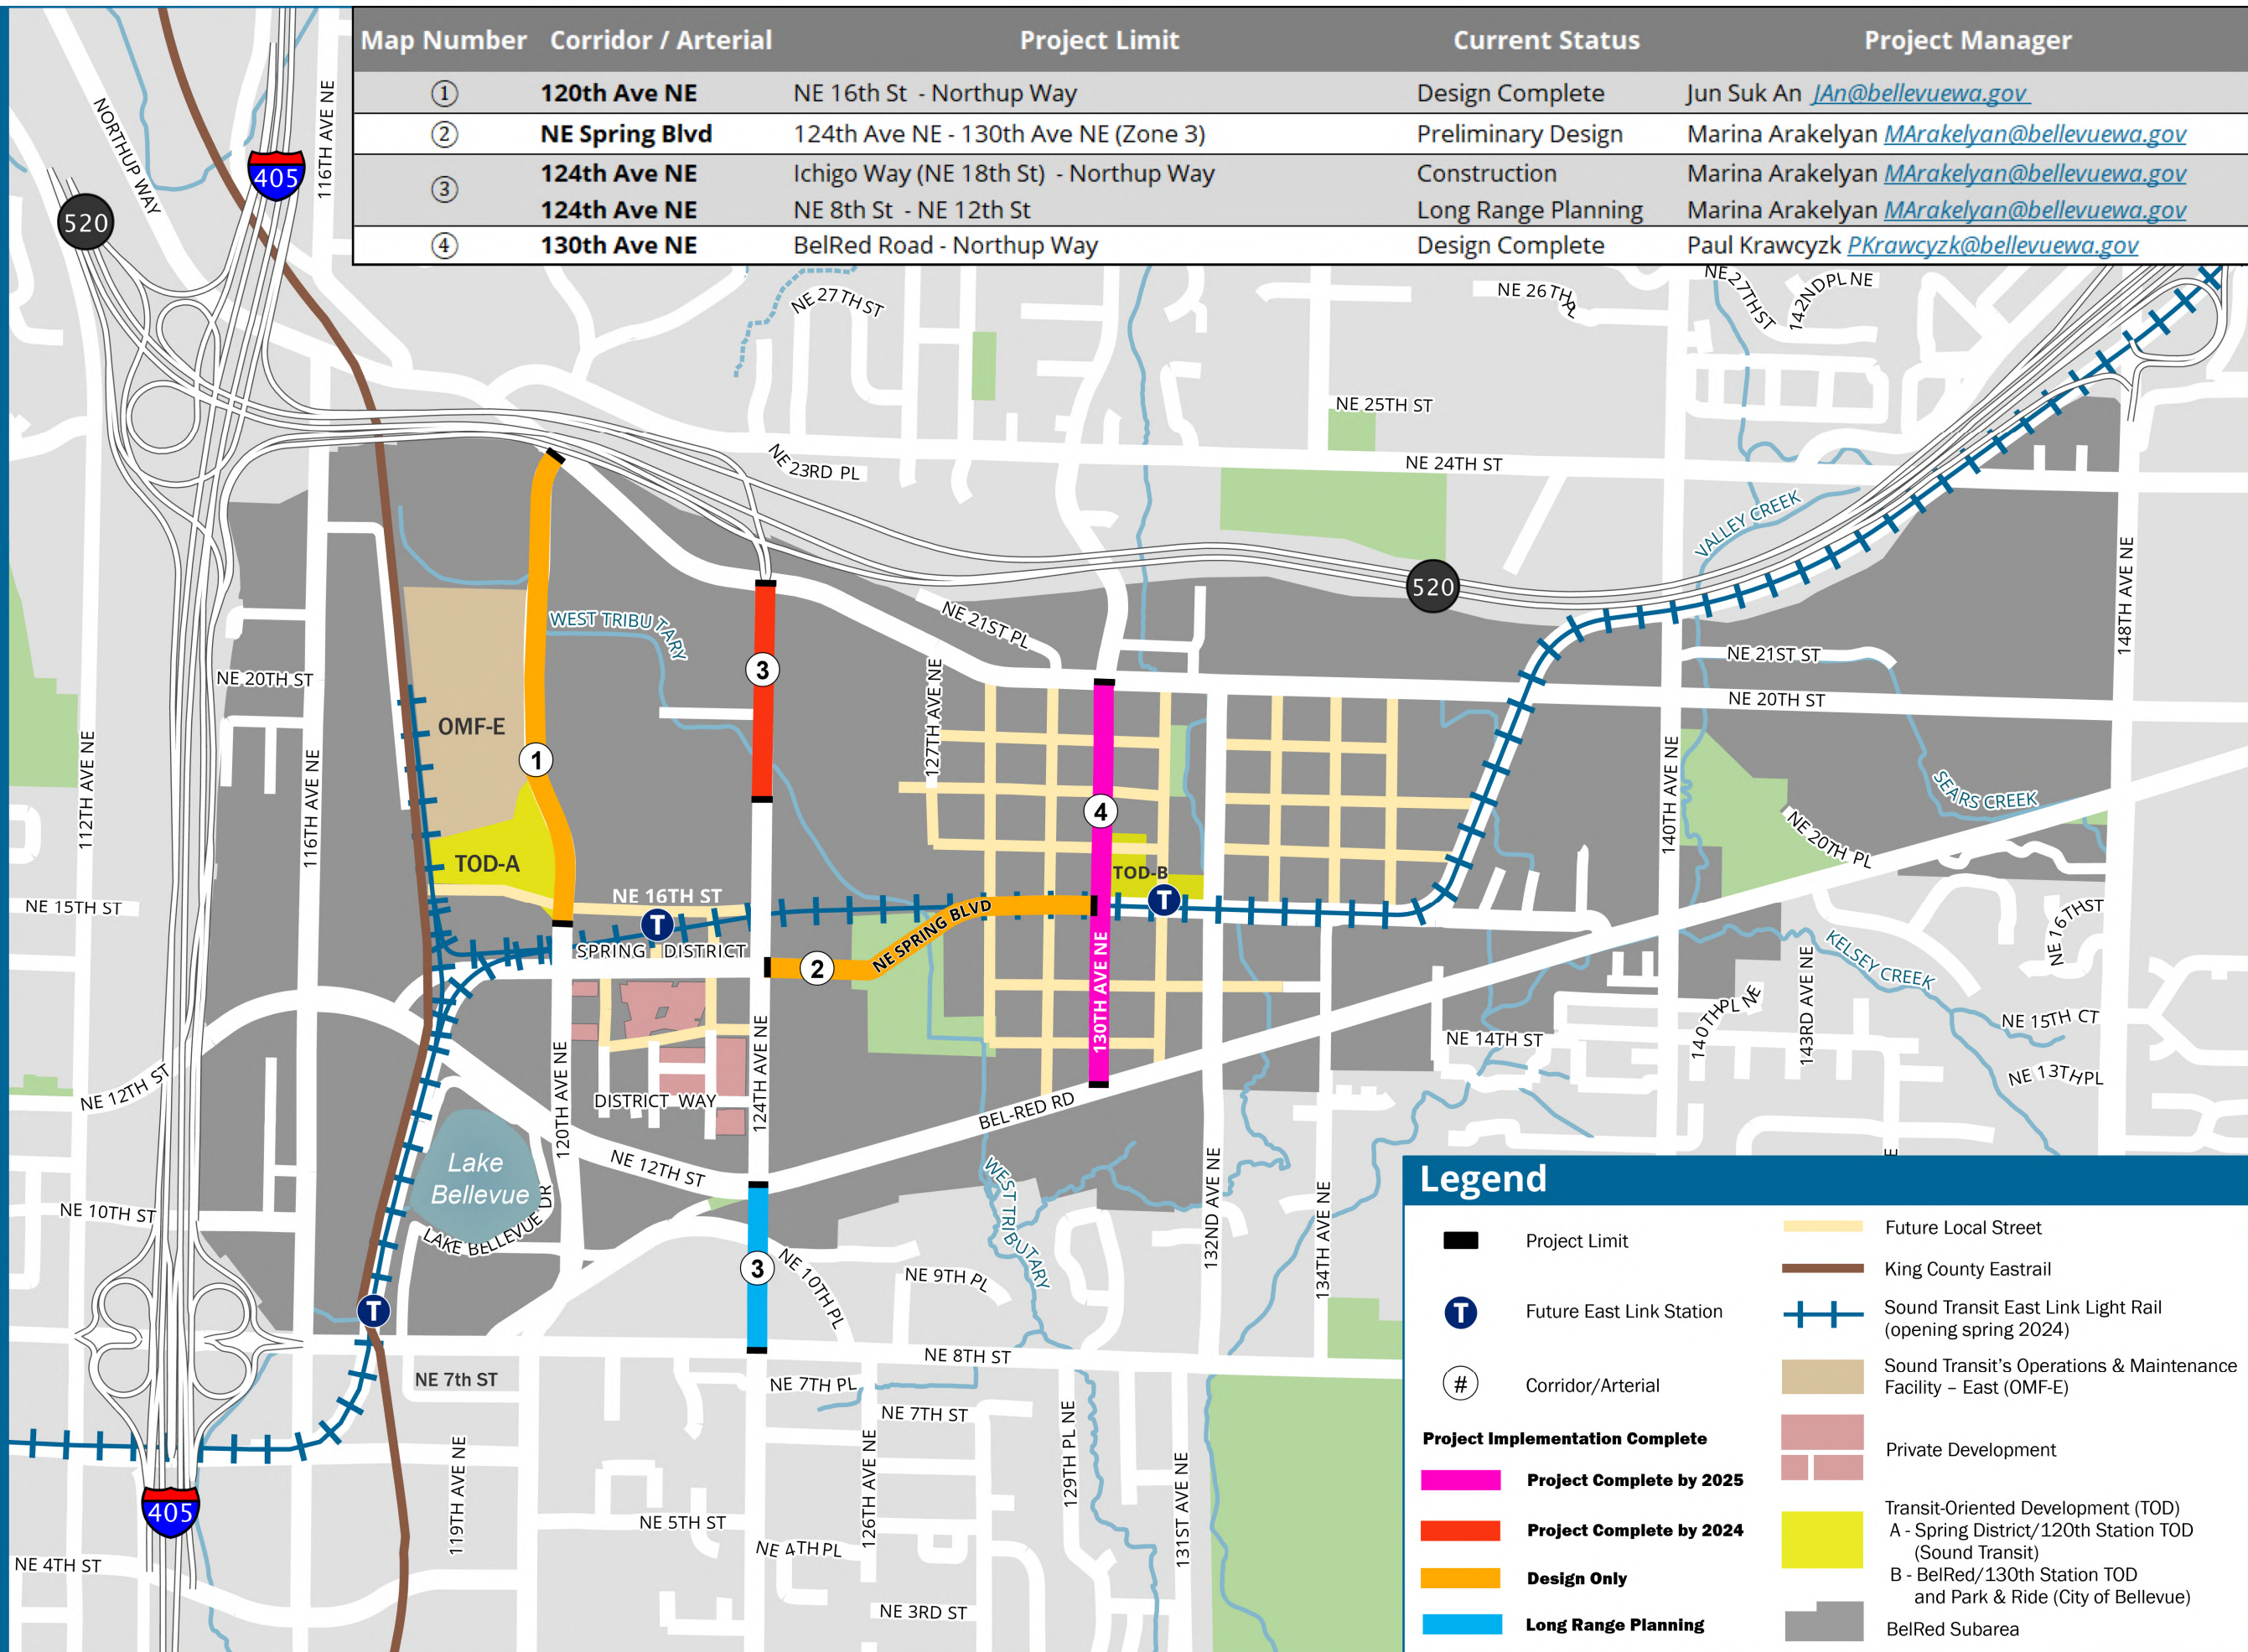 Map Number Corridor / Arterial Project Limit Current Status Project Manager
① 120th Ave NE NE 16th St - Northup Way Design Complete Jun Suk An JAn@bellevuewa.gov
② NE Spring Blvd 124th Ave NE - 130th Ave NE (Zone 3) Preliminary Design Marina Arakelyan MArakelyan@bellevuewa.gov
③ 124th Ave NE Ichigo Way (NE 18th St) - Northup Way Construction Marina Arakelyan MArakelyan@bellevuewa.gov
124th Ave NE NE 8th St - NE 12th St Long Range Planning Marina Arakelyan MArakelyan@bellevuewa.gov
④ 130th Ave NE BelRed Road - Northup Way Design Complete Paul Krawcyzk PKrawcyzk@bellevuewa.gov
NORTHUP WAY
405
116TH AVE NE
520
NE 27TH ST
NE 26TH PL
NE 27TH ST
142ND PL NE
NE 25TH ST
NE 23RD PL
NE 24TH ST
VALLEY CREEK
520
148TH AVE NE
WEST TRIBUTARY
NE 21ST PL
3
NE 20TH ST
127TH AVE NE
NE 21ST ST
NE 20TH ST
OMF-E
1
112TH AVE NE
116TH AVE NE
140TH AVE NE
SEARS CREEK
4
NE 20TH PL
TOD-A
TOD-B
NE 16TH ST
T
T
NE 15TH ST
NE SPRING BLVD
SPRING DISTRICT
2
130TH AVE NE
KELSEY CREEK
NE 16TH ST
143RD AVE NE
140TH PL NE
NE 15TH CT
NE 14TH ST
NE 13TH PL
NE 12TH ST
120TH AVE NE
124TH AVE NE
DISTRICT WAY
BEL-RED RD
Lake
Bellevue
NE 12TH ST
WEST TRIBUTARY
132ND AVE NE
134TH AVE NE
E
NE 10TH ST
LAKE BELLEVUE DR
3
NE 10TH PL
NE 9TH PL
T
NE 8TH ST
NE 7th ST
NE 7TH PL
NE 7TH ST
119TH AVE NE
126TH AVE NE
129TH PL NE
131ST AVE NE
405
NE 5TH ST
NE 4TH PL
NE 4TH ST
NE 3RD ST
Legend
Project Limit
T Future East Link Station
# Corridor/Arterial
Project Implementation Complete
Project Complete by 2025
Project Complete by 2024
Design Only
Long Range Planning
Future Local Street
King County Eastrail
Sound Transit East Link Light Rail
(opening spring 2024)
Sound Transit's Operations & Maintenance
Facility – East (OMF-E)
Private Development
Transit-Oriented Development (TOD)
A - Spring District/120th Station TOD
(Sound Transit)
B - BelRed/130th Station TOD
and Park & Ride (City of Bellevue)
BelRed Subarea